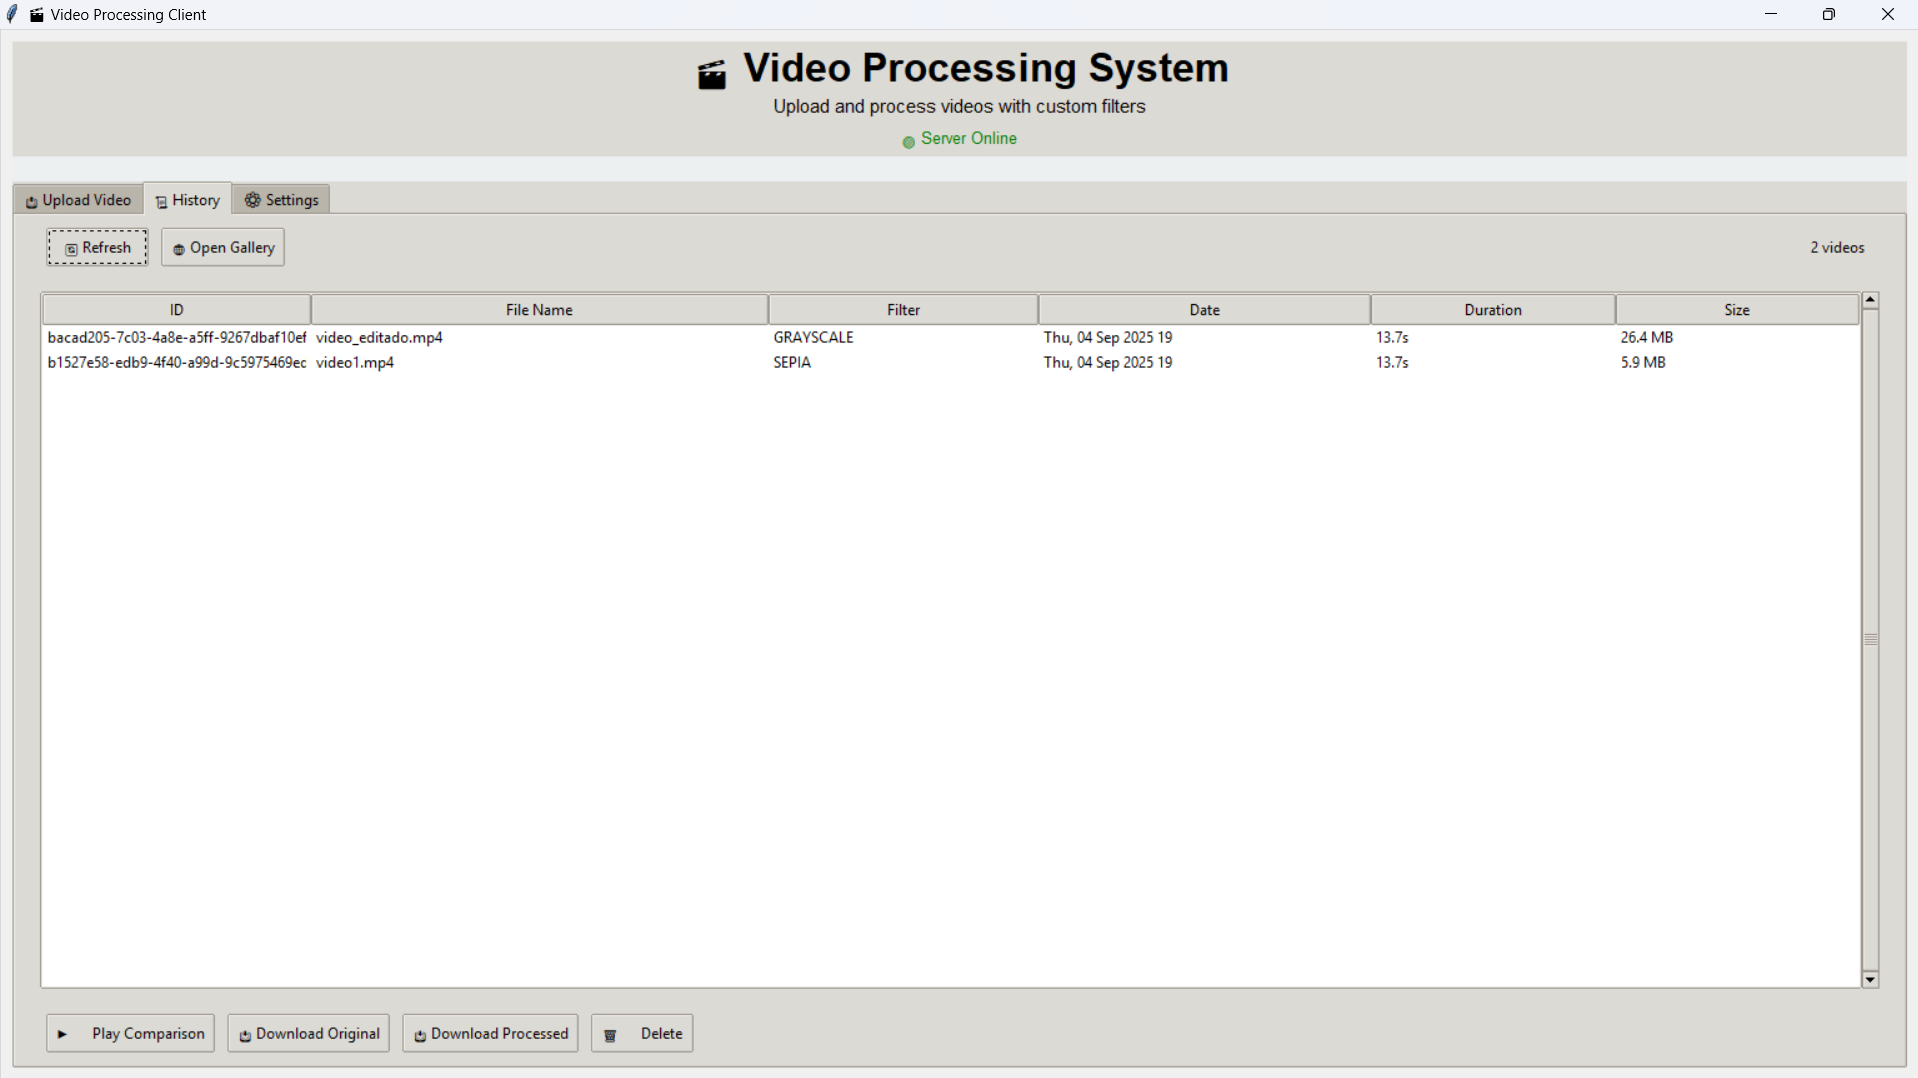 Video Processing Client
Video Processing System
Upload and process videos with custom filters
Server Online
Upload Video History Settings
Refresh Open Gallery 2 videos
ID File Name Filter Date Duration Size
bacad205-7c03-4a8e-a5ff-9267dbaf10ef video_editado.mp4 GRAYSCALE Thu, 04 Sep 2025 19 13.7s 26.4 MB
b1527e58-edb9-4f40-a99d-9c5975469ec video1.mp4 SEPIA Thu, 04 Sep 2025 19 13.7s 5.9 MB
Play Comparison Download Original Download Processed Delete